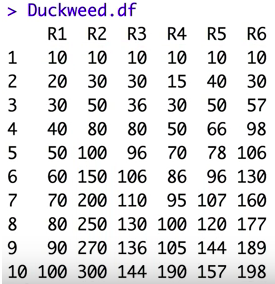 > Duckweed.df
R1 R2 R3 R4 R5 R6
1 10 10 10 10 10 10
2 20 30 30 15 40 30
3 30 50 36 30 50 57
4 40 80 80 50 66 98
5 50 100 96 70 78 106
6 60 150 106 86 96 130
7 70 200 110 95 107 160
8 80 250 130 100 120 177
9 90 270 136 105 144 189
10 100 300 144 190 157 198